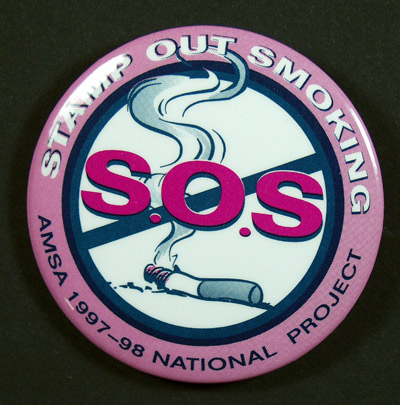 STAMP OUT SMOKING
S.O.S
AMSA 1997-98 NATIONAL PROJECT